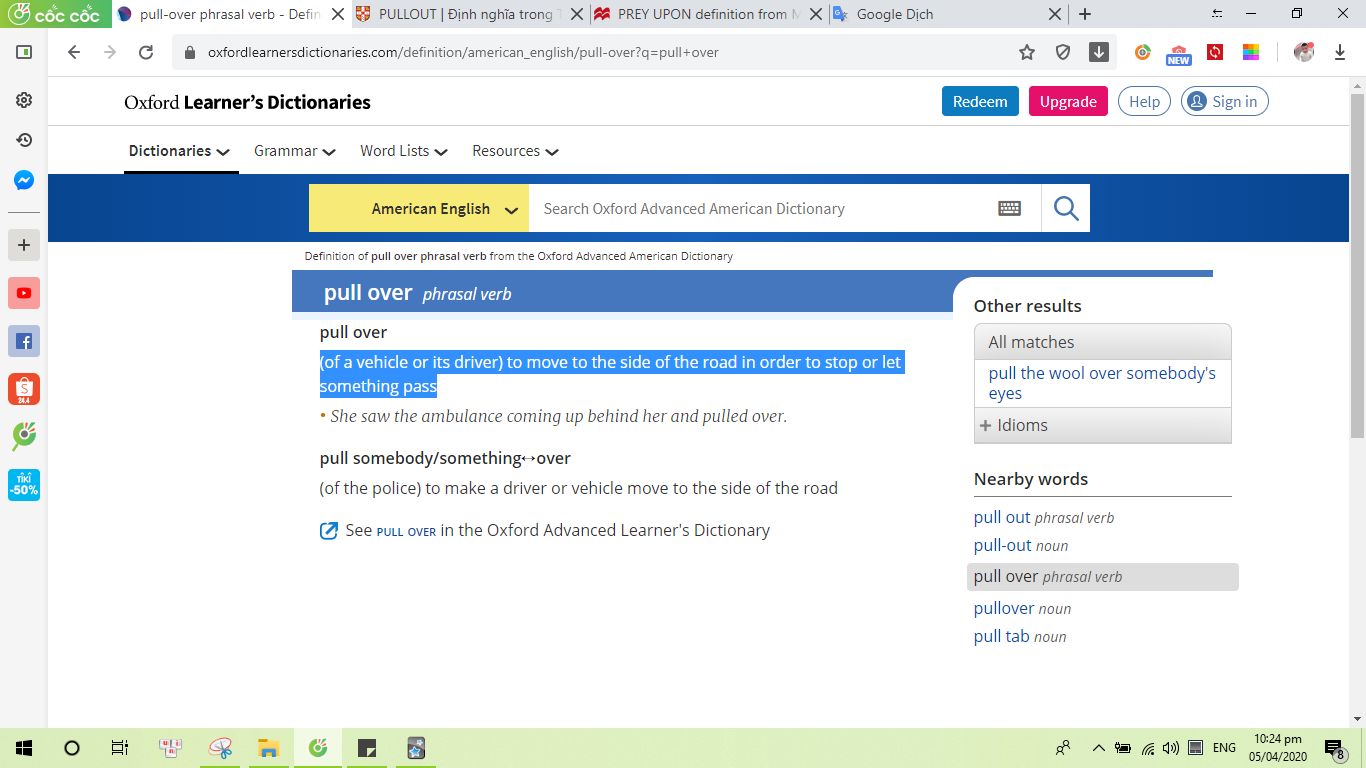 cốc cốc
pull-over phrasal verb - Defin
PULLOUT | Định nghĩa trong T
PREY UPON definition from M
Google Dịch
oxfordlearnersdictionaries.com/definition/american_english/pull-over?q=pull+over
NEW
Oxford Learner's Dictionaries
Redeem
Upgrade
Help
Sign in
Dictionaries
Grammar
Word Lists
Resources
American English
Search Oxford Advanced American Dictionary
Definition of pull over phrasal verb from the Oxford Advanced American Dictionary
pull over phrasal verb
pull over
(of a vehicle or its driver) to move to the side of the road in order to stop or let
something pass
• She saw the ambulance coming up behind her and pulled over.
pull somebody/something↔over
(of the police) to make a driver or vehicle move to the side of the road
See PULL OVER in the Oxford Advanced Learner's Dictionary
Other results
All matches
pull the wool over somebody's
eyes
+ Idioms
Nearby words
pull out phrasal verb
pull-out noun
pull over phrasal verb
pullover noun
pull tab noun
S
24.4
TIKI
-50%
ENG
10:24 pm
05/04/2020
8